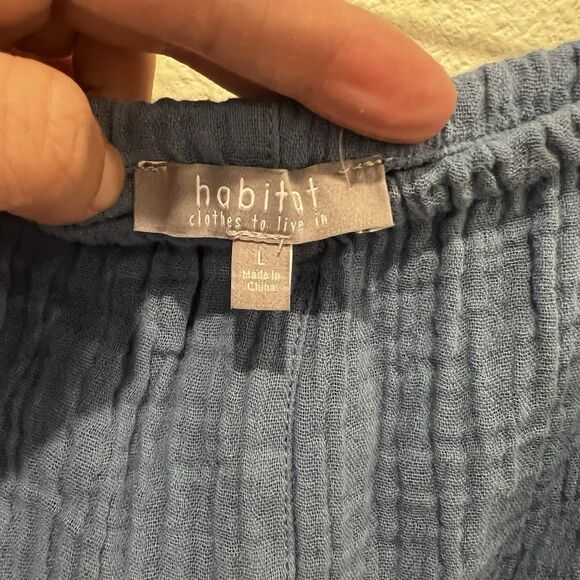 habitat
clothes to live in
L
Made in
China